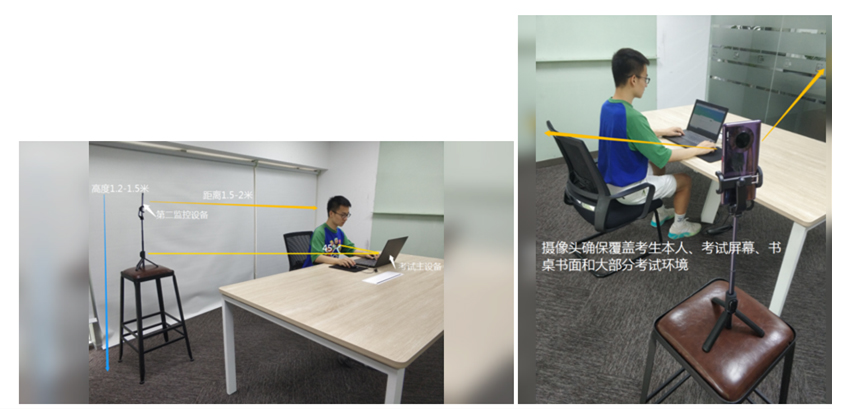 高度1.2-1.5米
距离1.5-2米
第二监控设备
45°
考试主设备
摄像头确保覆盖考生本人、考试屏幕、书
桌书面和大部分考试环境